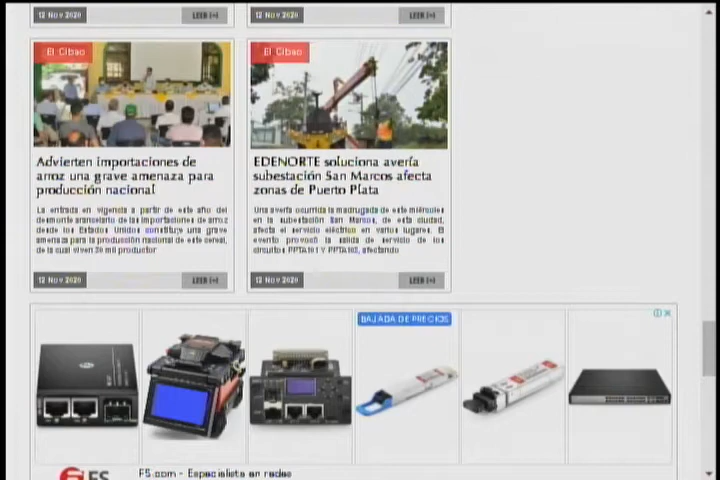 12 Nov 2020 LEER [+]
12 Nov 2020 LEER [+]
El Cibao
Advierten importaciones de
arroz una grave amenaza para
producción nacional
La entrada en vigencia a partir de este año del
desmonte arancelario de las importaciones de arroz
desde los Estados Unidos constituye una grave
amenaza para la producción nacional de este cereal,
de la cual viven 26 mil productor
12 Nov 2020 LEER [+]
El Cibao
EDENORTE soluciona avería
subestación San Marcos afecta
zonas de Puerto Plata
Una avería ocurrida la madrugada de este miércoles
en la subestación San Marcos, de esta ciudad,
afecta el servicio eléctrico en varios lugares. El
evento provocó la salida de servicio de los
circuitos PPTA101 Y PPTA102, afectando
12 Nov 2020 LEER [+]
BAJADA DE PRECIOS
FS
FS.com - Especialista en redes